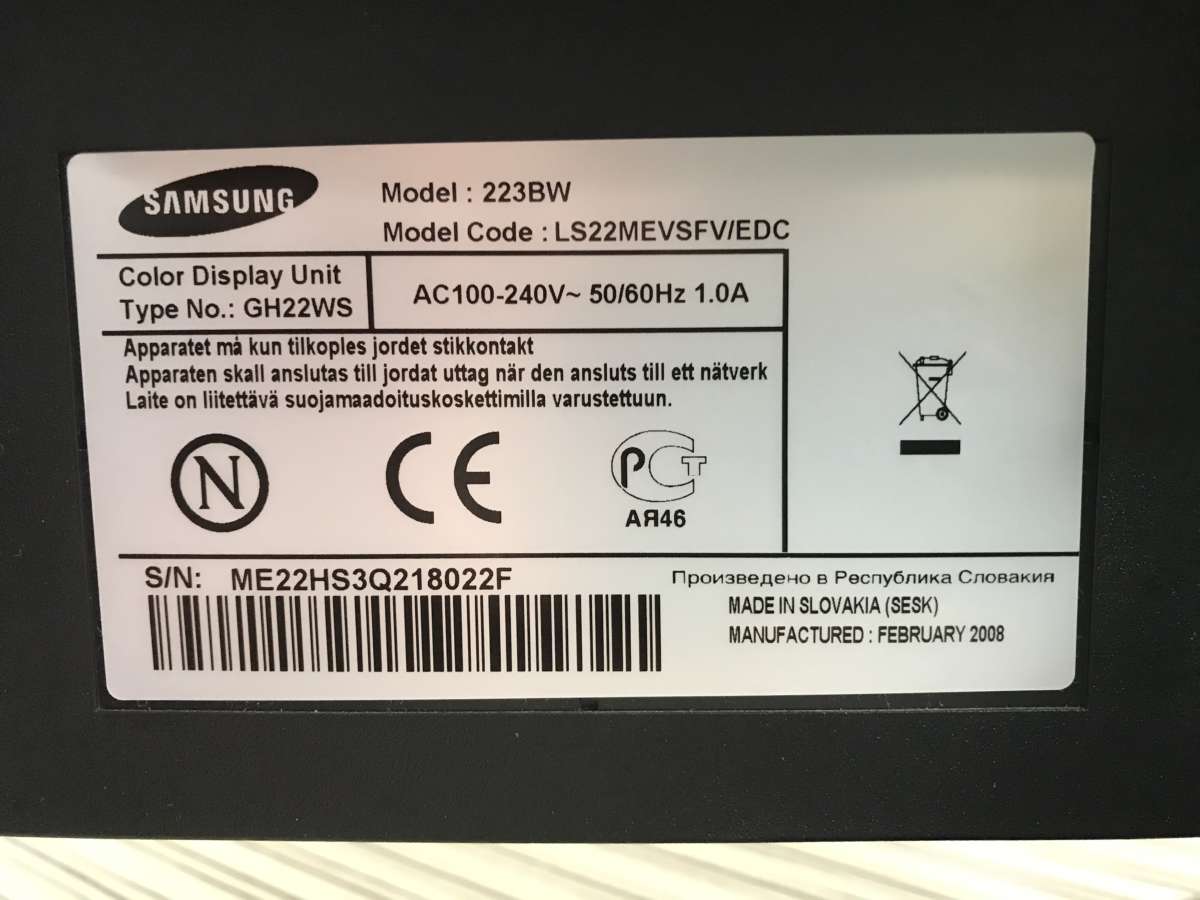 SAMSUNG
Model : 223BW
Model Code : LS22MEVSFV/EDC
Color Display Unit
Type No.: GH22WS
AC100-240V~ 50/60Hz 1.0A
Apparatet må kun tilkoples jordet stikkontakt
Apparaten skall anslutas till jordat uttag när den ansluts till ett nätverk
Laite on liitettävä suojamaadoituskoskettimilla varustettuun.
N
CE
РСТ
АЯ46
S/N: ME22HS3Q218022F
Произведено в Республика Словакия
MADE IN SLOVAKIA (SESK)
MANUFACTURED : FEBRUARY 2008